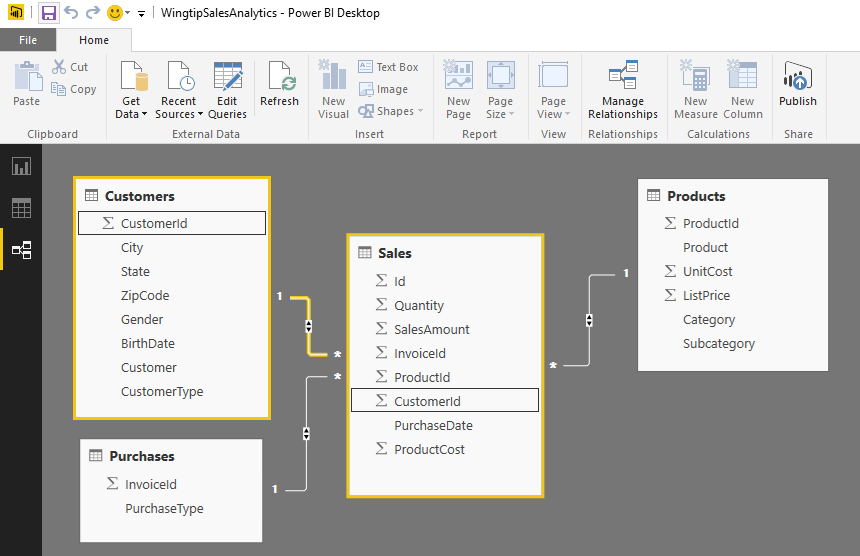 WingtipSalesAnalytics - Power BI Desktop
File
Home
Paste
Cut
Copy
Clipboard
Get Data
Recent Sources
Edit Queries
Refresh
External Data
New Visual
Text Box
Image
Shapes
Insert
New Page
Page Size
Report
Page View
View
Manage Relationships
Relationships
New Measure
New Column
Calculations
Publish
Share
Customers
Σ CustomerId
City
State
ZipCode
Gender
BirthDate
Customer
CustomerType
1
*
Purchases
Σ InvoiceId
PurchaseType
1
*
Sales
Σ Id
Σ Quantity
Σ SalesAmount
Σ InvoiceId
Σ ProductId
Σ CustomerId
PurchaseDate
Σ ProductCost
*
1
Products
Σ ProductId
Product
Σ UnitCost
Σ ListPrice
Category
Subcategory